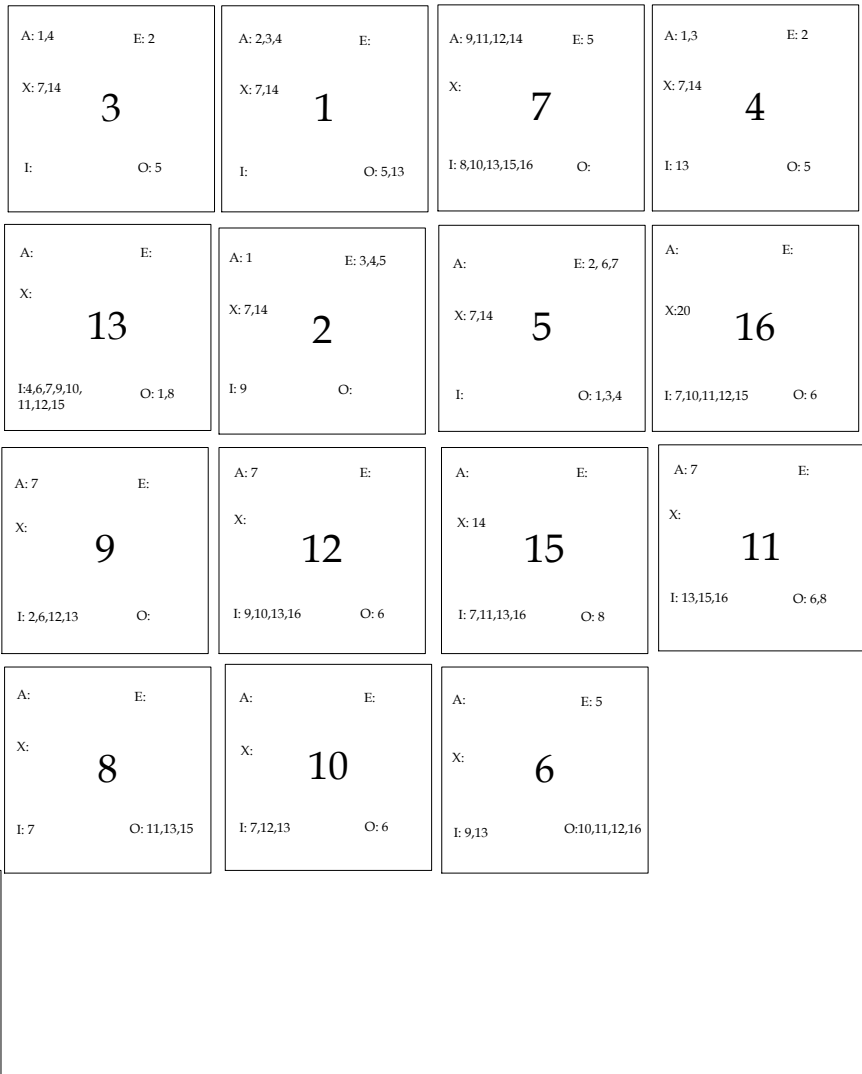 A: 1,4 E: 2
X: 7,14
3
I: O: 5
A: 2,3,4 E:
X: 7,14
1
I: O: 5,13
A: 9,11,12,14 E: 5
X:
7
I: 8,10,13,15,16 O:
A: 1,3 E: 2
X: 7,14
4
I: 13 O: 5
A: E:
X:
13
I:4,6,7,9,10,
11,12,15 O: 1,8
A: 1 E: 3,4,5
X: 7,14
2
I: 9 O:
A: E: 2, 6,7
X: 7,14
5
I: O: 1,3,4
A: E:
X:20
16
I: 7,10,11,12,15 O: 6
A: 7 E:
X:
9
I: 2,6,12,13 O:
A: 7 E:
X:
12
I: 9,10,13,16 O: 6
A: E:
X: 14
15
I: 7,11,13,16 O: 8
A: 7 E:
X:
11
I: 13,15,16 O: 6,8
A: E:
X:
8
I: 7 O: 11,13,15
A: E:
X:
10
I: 7,12,13 O: 6
A: E: 5
X:
6
I: 9,13 O:10,11,12,16